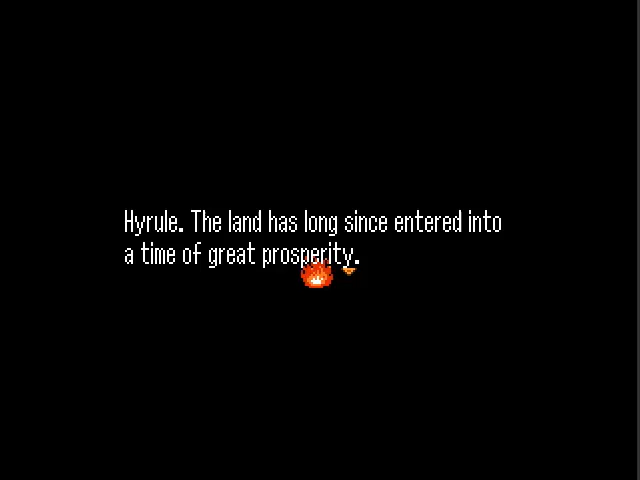 Hyrule. The land has long since entered into
a time of great prosperity.